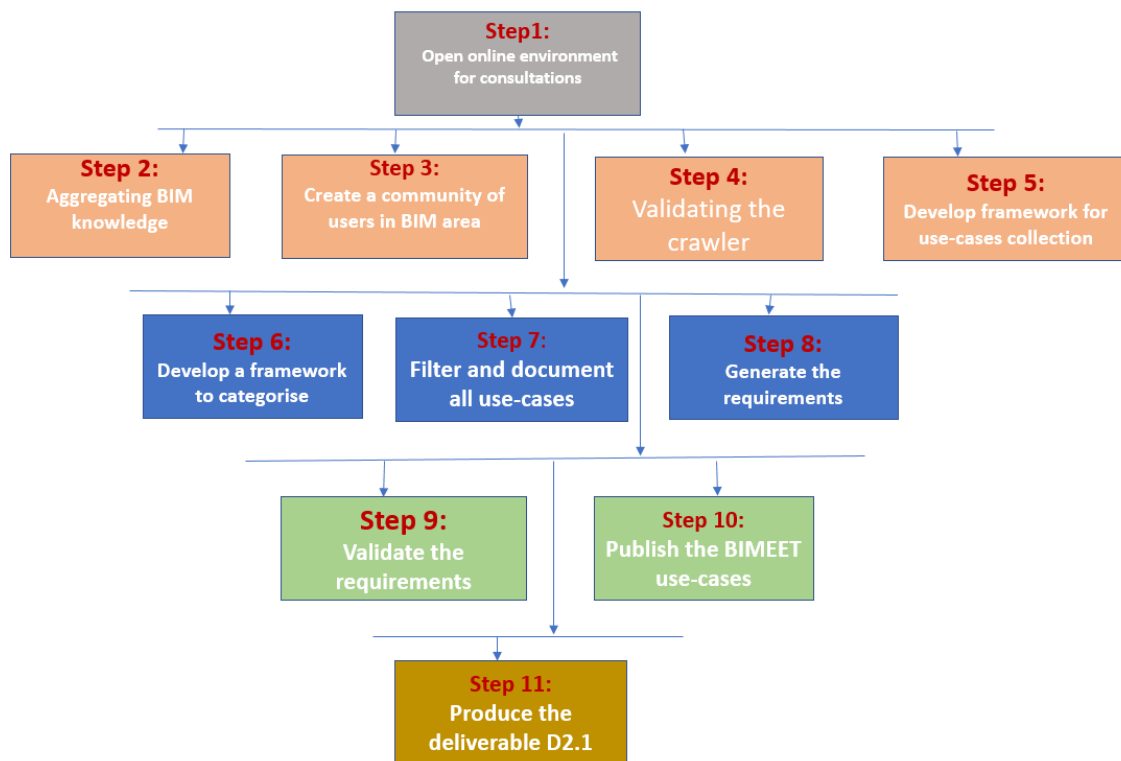 Step1:
Open online environment
for consultations
Step 2:
Aggregating BIM
knowledge
Step 3:
Create a community of
users in BIM area
Step 4:
Validating the
crawler
Step 5:
Develop framework for
use-cases collection
Step 6:
Develop a framework
to categorise
Step 7:
Filter and document
all use-cases
Step 8:
Generate the
requirements
Step 9:
Validate the
requirements
Step 10:
Publish the BIMEET
use-cases
Step 11:
Produce the
deliverable D2.1